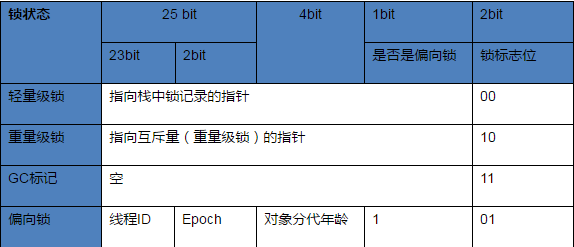 锁状态 25 bit 4bit 1bit 2bit
23bit 2bit 是否是偏向锁 锁标志位
轻量级锁 指向栈中锁记录的指针 00
重量级锁 指向互斥量（重量级锁）的指针 10
GC标记 空 11
偏向锁 线程ID Epoch 对象分代年龄 1 01